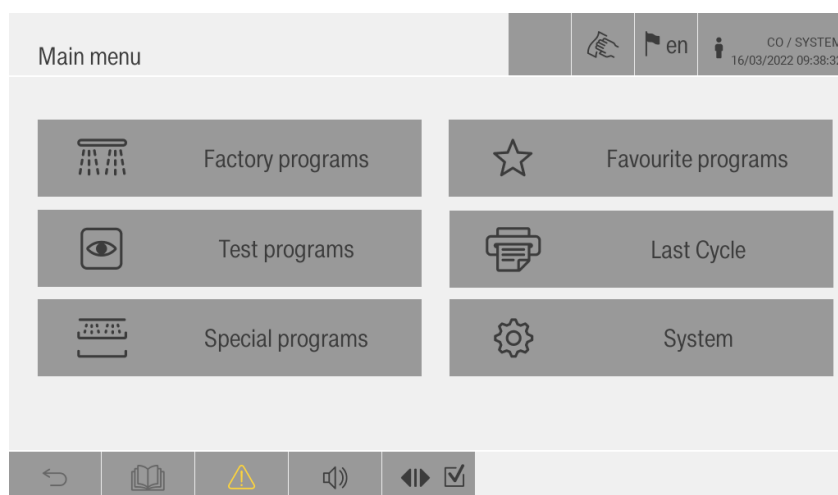 Main menu
en
CO / SYSTEM
16/03/2022 09:38:32
Factory programs
Favourite programs
Test programs
Last Cycle
Special programs
System